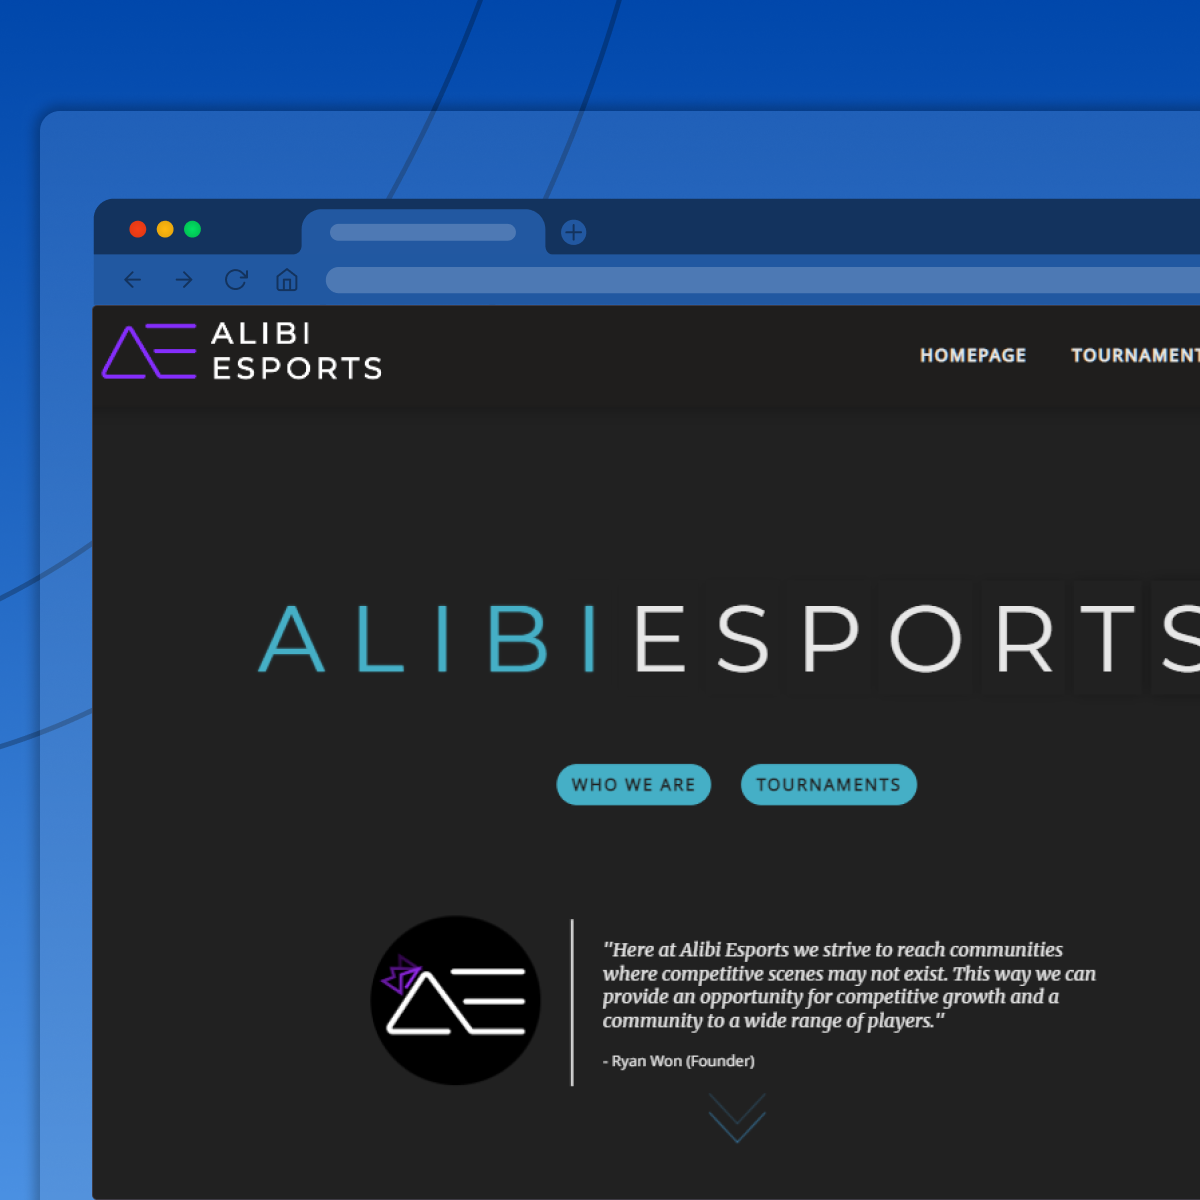 ALIBI
ESPORTS
HOMEPAGE TOURNAMENT
ALIBIESPORTS
WHO WE ARE TOURNAMENTS
"Here at Alibi Esports we strive to reach communities
where competitive scenes may not exist. This way we can
provide an opportunity for competitive growth and a
community to a wide range of players."
- Ryan Won (Founder)